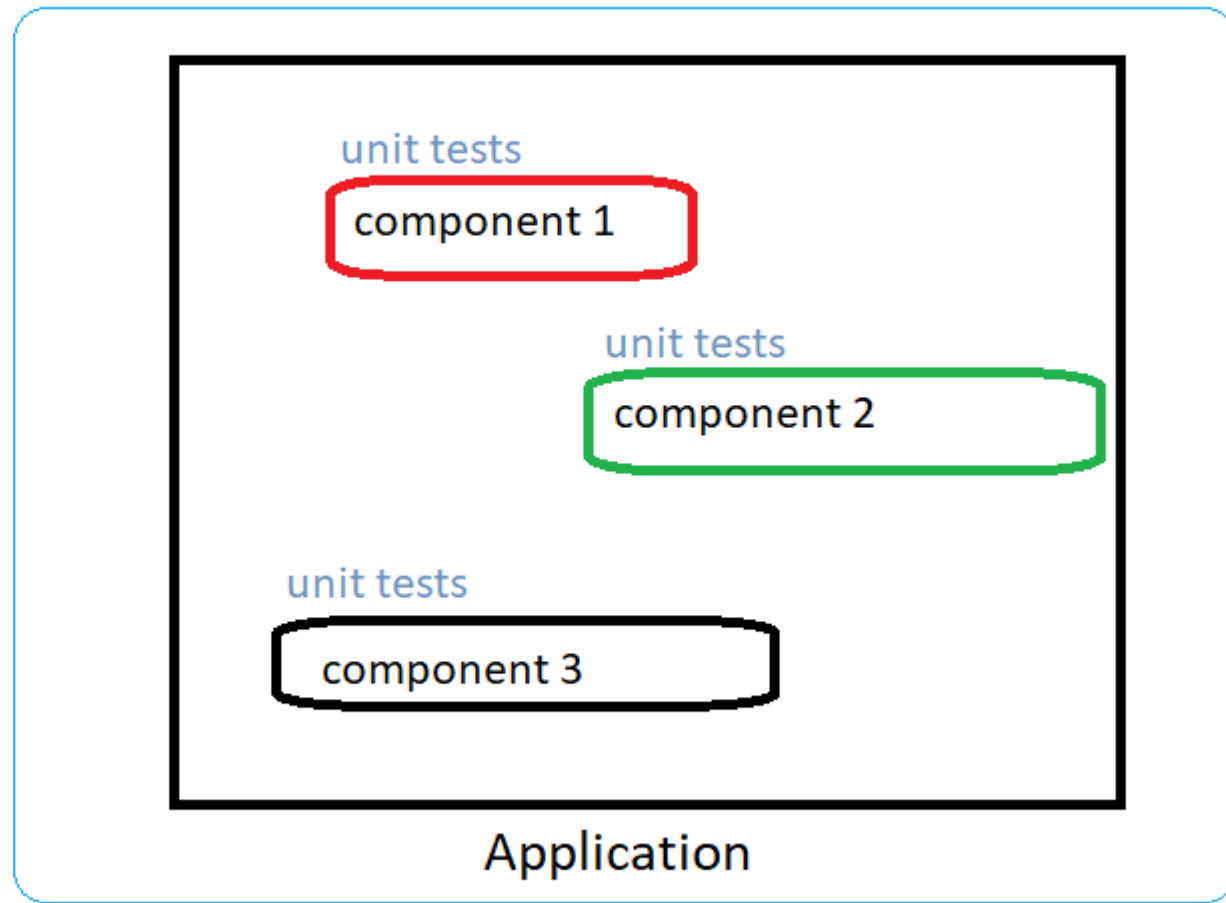 unit tests
component 1
unit tests
component 2
unit tests
component 3
Application